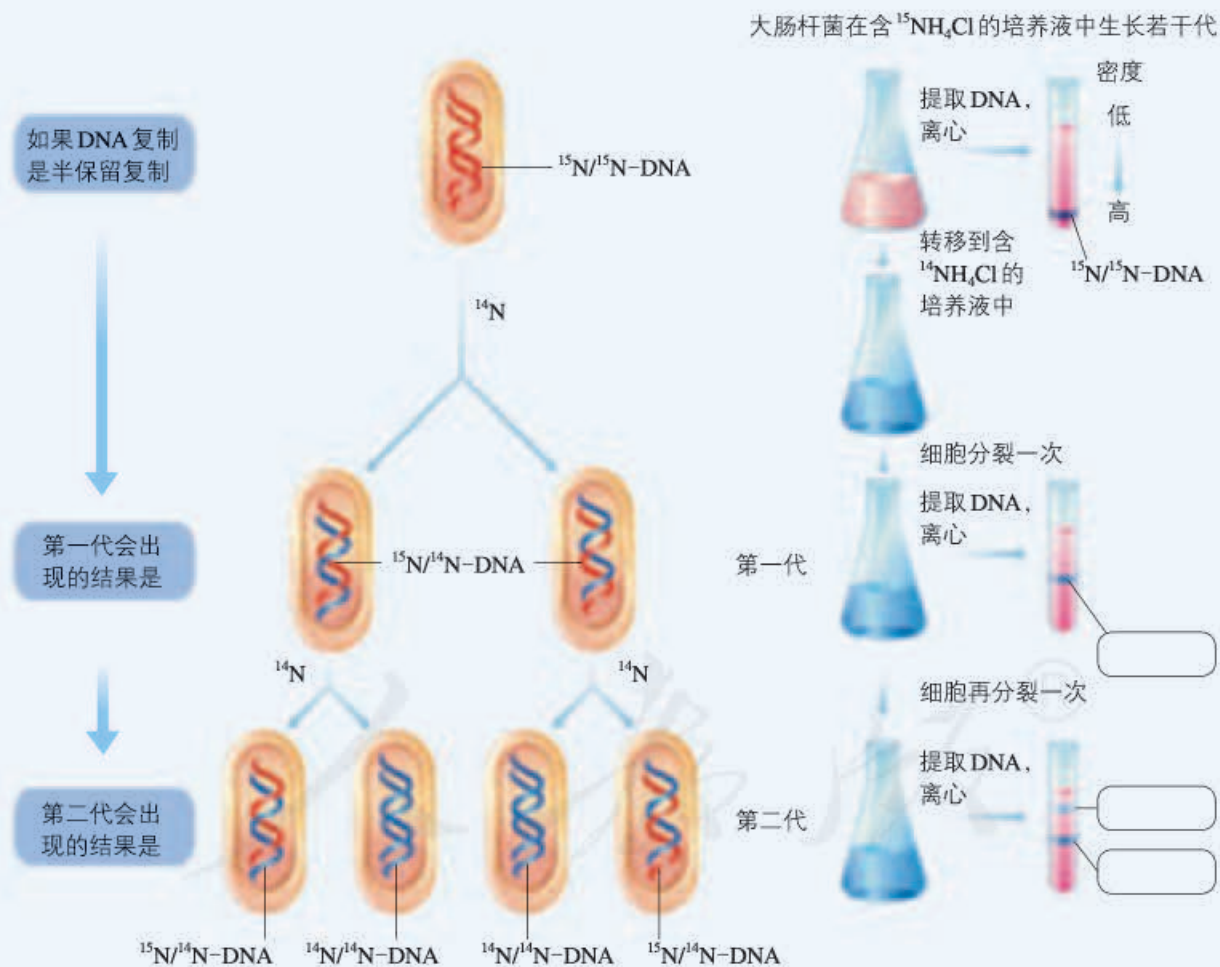 大肠杆菌在含¹⁵NH₄Cl的培养液中生长若干代
如果DNA复制
是半保留复制
¹⁵N/¹⁵N-DNA
提取DNA，
离心
密度
低
高
¹⁵N/¹⁵N-DNA
转移到含
¹⁴NH₄Cl的
培养液中
¹⁴N
细胞分裂一次
第一代会出
现的结果是
¹⁵N/¹⁴N-DNA
第一代
提取DNA，
离心
¹⁴N
¹⁴N
细胞再分裂一次
第二代会出
现的结果是
第二代
提取DNA，
离心
¹⁵N/¹⁴N-DNA
¹⁴N/¹⁴N-DNA
¹⁴N/¹⁴N-DNA
¹⁵N/¹⁴N-DNA